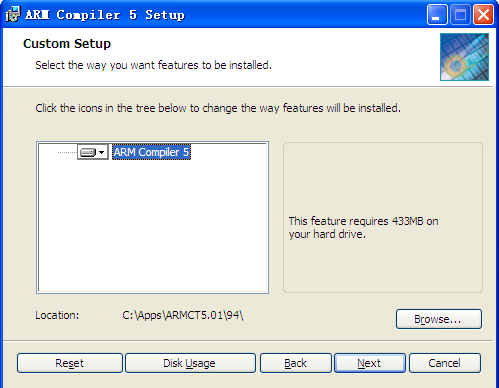 ARM Compiler 5 Setup
Custom Setup
Select the way you want features to be installed.
Click the icons in the tree below to change the way features will be installed.
ARM Compiler 5
This feature requires 433MB on
your hard drive.
Location: C:\Apps\ARMCT5.01\94\
Browse...
Reset Disk Usage Back Next Cancel